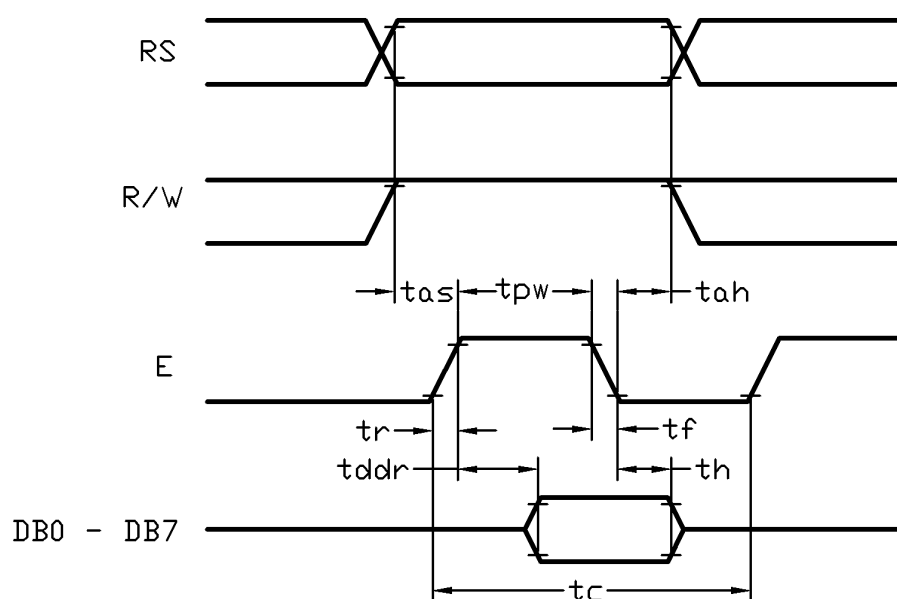 RS
R/W
tas tpw tah
E
tr tf
tddr th
DB0 - DB7
tc